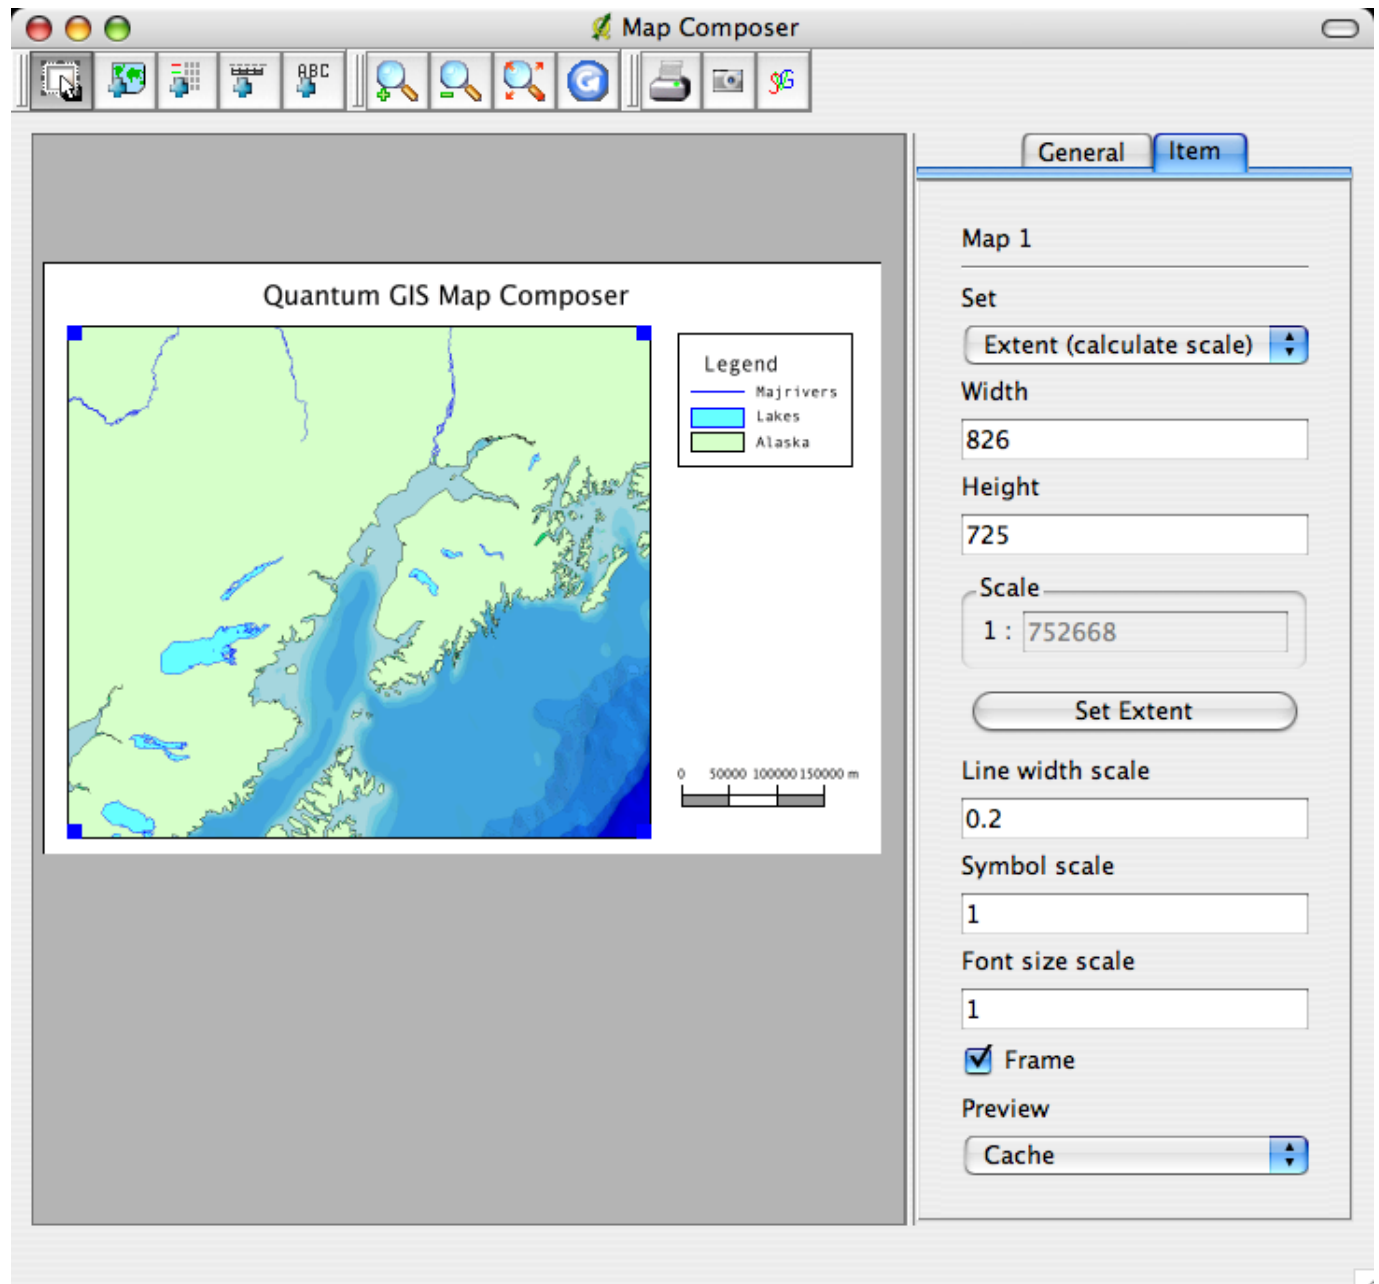 Map Composer
ABC
General
Item
Map 1
Set
Extent (calculate scale)
Width
826
Height
725
Scale
1 : 752668
Set Extent
Line width scale
0.2
Symbol scale
1
Font size scale
1
Frame
Preview
Cache
Quantum GIS Map Composer
Legend
Majrivers
Lakes
Alaska
0 50000 100000 150000 m